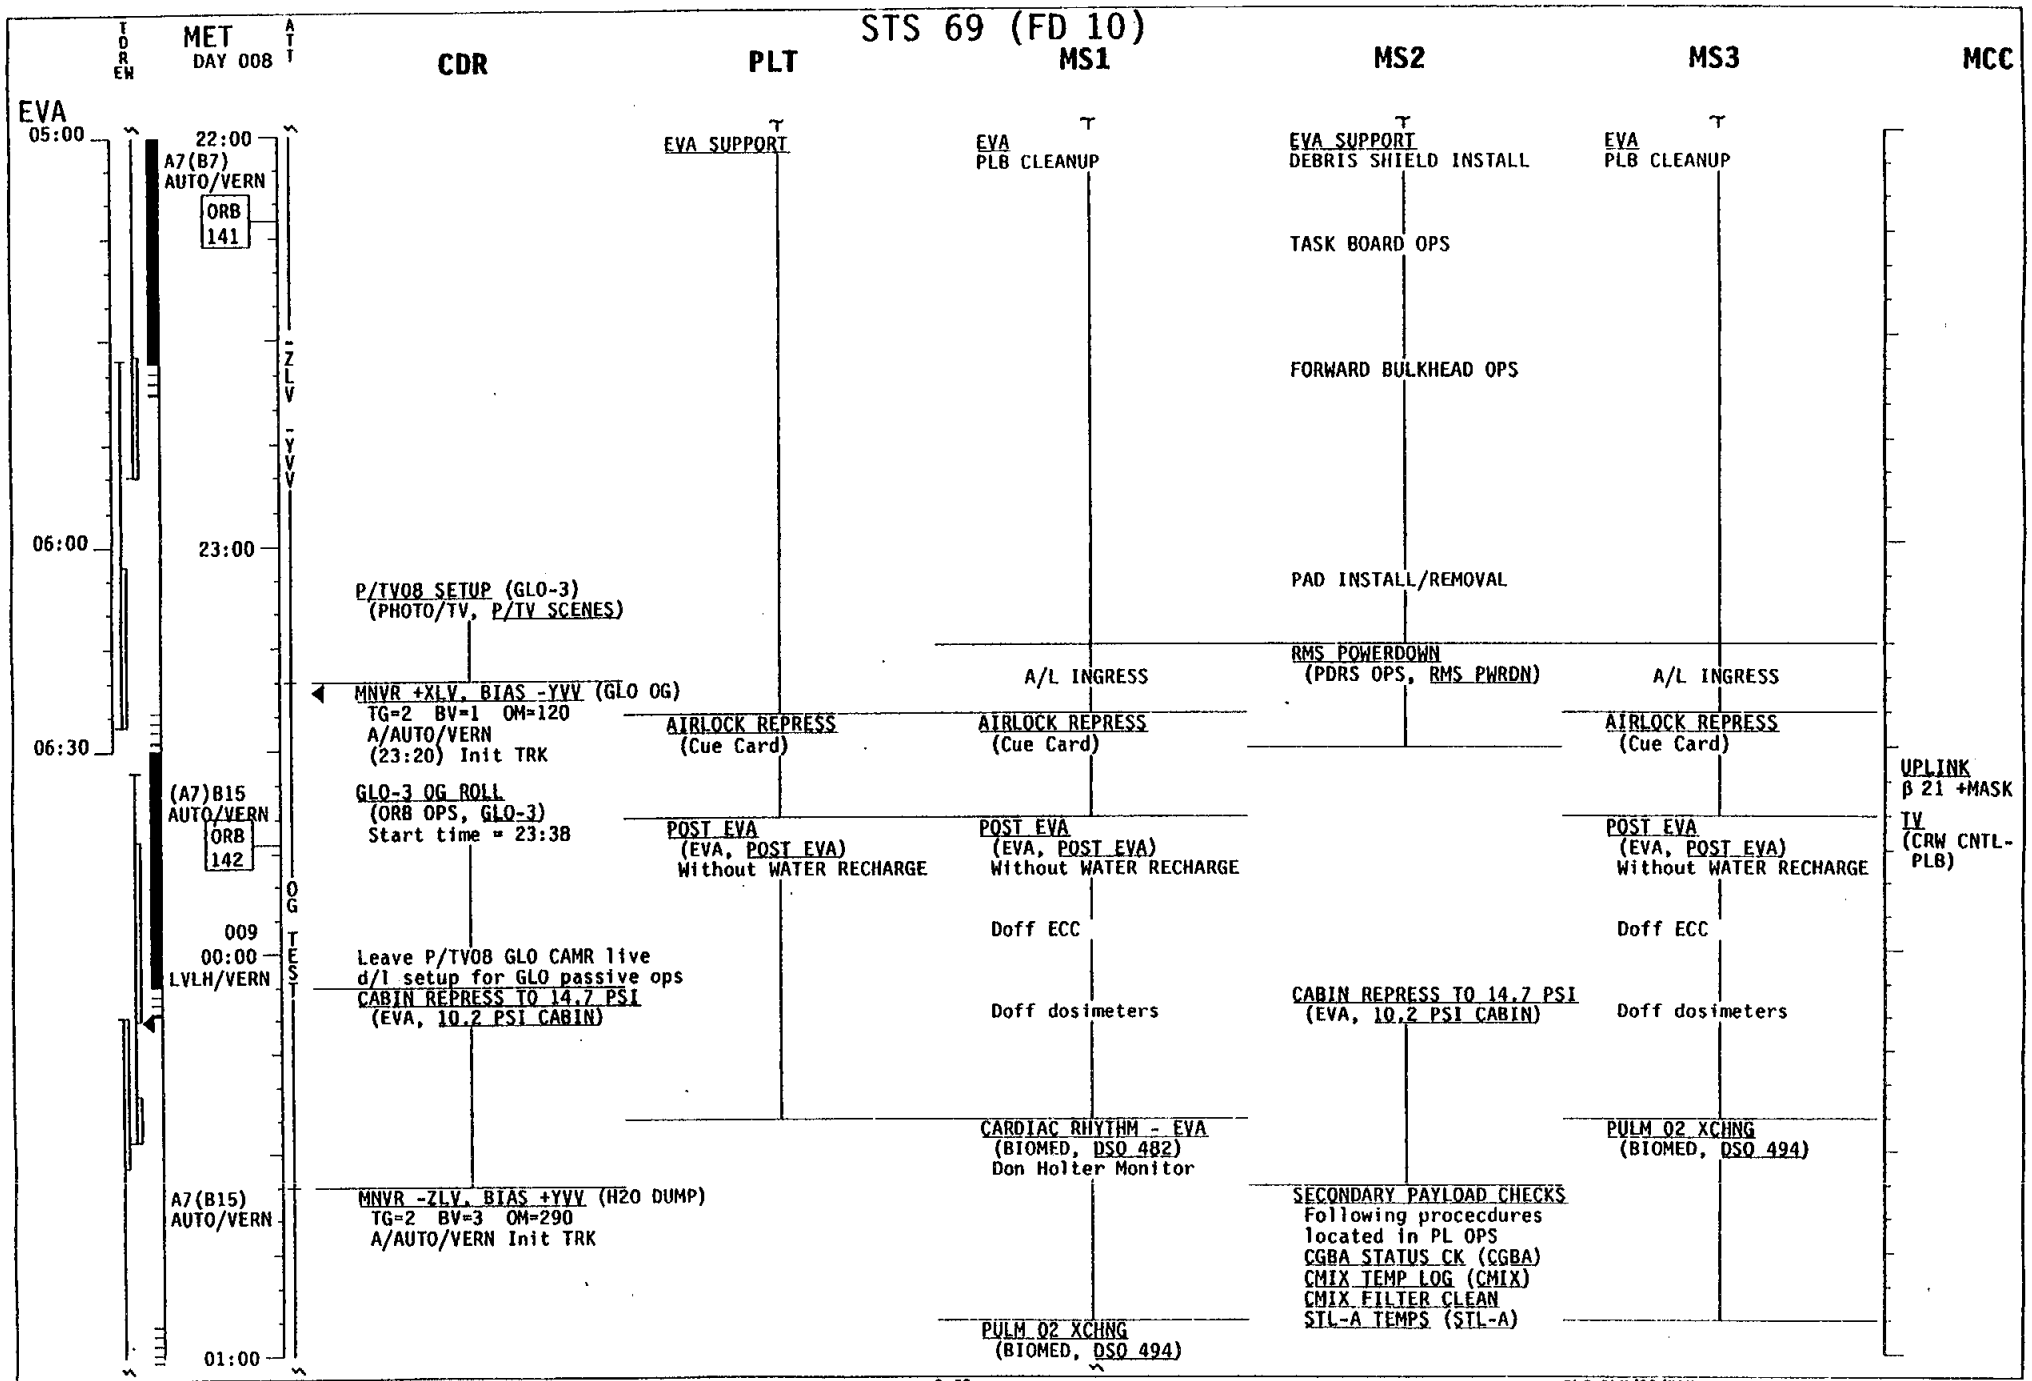 STS 69 (FD 10)
TDREW
MET
DAY 008
ATT
CDR
PLT
MS1
MS2
MS3
MCC
EVA
05:00
06:00
06:30
22:00
A7(B7)
AUTO/VERN
ORB
141
23:00
(A7)B15
AUTO/VERN
ORB
142
009
00:00
LVLH/VERN
A7(B15)
AUTO/VERN
01:00
-ZLV -YVV
OG TEST
P/TV08 SETUP (GLO-3)
(PHOTO/TV, P/TV SCENES)
MNVR +XLV, BIAS -YVV (GLO OG)
TG=2 BV=1 OM=120
A/AUTO/VERN
(23:20) Init TRK
GLO-3 OG ROLL
(ORB OPS, GLO-3)
Start time = 23:38
Leave P/TV08 GLO CAMR live
d/l setup for GLO passive ops
CABIN REPRESS TO 14.7 PSI
(EVA, 10.2 PSI CABIN)
MNVR -ZLV, BIAS +YVV (H2O DUMP)
TG=2 BV=3 OM=290
A/AUTO/VERN Init TRK
EVA SUPPORT
AIRLOCK REPRESS
(Cue Card)
POST EVA
(EVA, POST EVA)
Without WATER RECHARGE
EVA
PLB CLEANUP
A/L INGRESS
AIRLOCK REPRESS
(Cue Card)
POST EVA
(EVA, POST EVA)
Without WATER RECHARGE
Doff ECC
Doff dosimeters
CARDIAC RHYTHM - EVA
(BIOMED, DSO 482)
Don Holter Monitor
PULM O2 XCHNG
(BIOMED, DSO 494)
EVA SUPPORT
DEBRIS SHIELD INSTALL
TASK BOARD OPS
FORWARD BULKHEAD OPS
PAD INSTALL/REMOVAL
RMS POWERDOWN
(PDRS OPS, RMS PWRDN)
CABIN REPRESS TO 14.7 PSI
(EVA, 10.2 PSI CABIN)
SECONDARY PAYLOAD CHECKS
Following procecdures
located in PL OPS
CGBA STATUS CK (CGBA)
CMIX TEMP LOG (CMIX)
CMIX FILTER CLEAN
STL-A TEMPS (STL-A)
EVA
PLB CLEANUP
A/L INGRESS
AIRLOCK REPRESS
(Cue Card)
POST EVA
(EVA, POST EVA)
Without WATER RECHARGE
Doff ECC
Doff dosimeters
PULM O2 XCHNG
(BIOMED, DSO 494)
UPLINK
β 21 +MASK
TV
(CRW CNTL-
PLB)